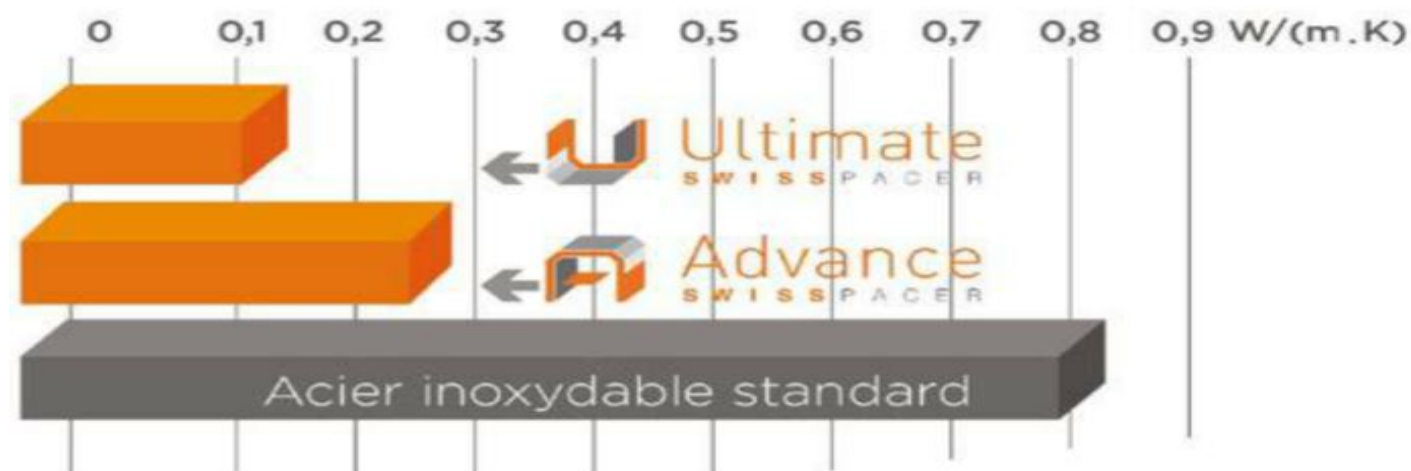 0 0,1 0,2 0,3 0,4 0,5 0,6 0,7 0,8 0,9 W/(m.K)
Ultimate
SWISSPACER
Advance
SWISSPACER
Acier inoxydable standard